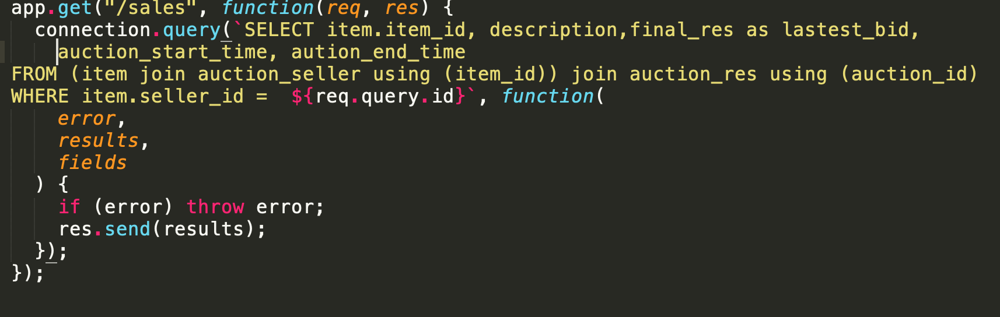 app.get("/sales", function(req, res) {
  connection.query(`SELECT item.item_id, description,final_res as lastest_bid,
    auction_start_time, aution_end_time
FROM (item join auction_seller using (item_id)) join auction_res using (auction_id)
WHERE item.seller_id =  ${req.query.id}`, function(
    error,
    results,
    fields
  ) {
    if (error) throw error;
    res.send(results);
  });
});